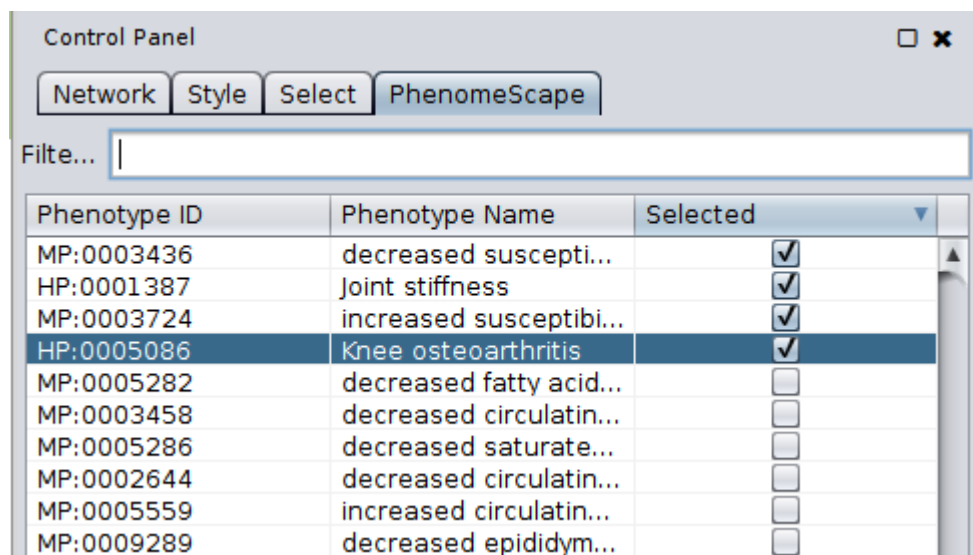 Control Panel
Network Style Select PhenomeScape
Filte...
Phenotype ID Phenotype Name Selected
MP:0003436 decreased suscepti...
HP:0001387 Joint stiffness
MP:0003724 increased susceptibi...
HP:0005086 Knee osteoarthritis
MP:0005282 decreased fatty acid...
MP:0003458 decreased circulatin...
MP:0005286 decreased saturate...
MP:0002644 decreased circulatin...
MP:0005559 increased circulatin...
MP:0009289 decreased epididym...